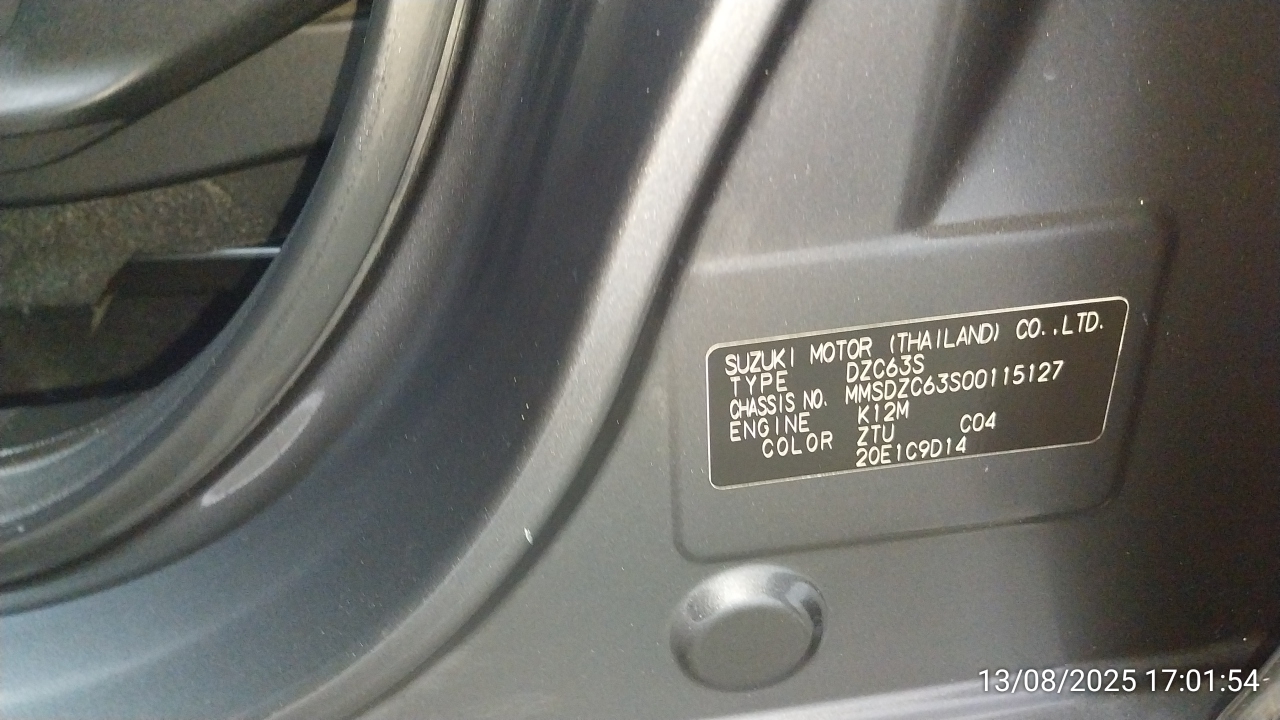 SUZUKI MOTOR (THAILAND) CO.,LTD.
TYPE DZC63S
CHASSIS NO. MMSDZC63S00115127
ENGINE K12M
COLOR ZTU C04
20E1C9D14
13/08/2025 17:01:54